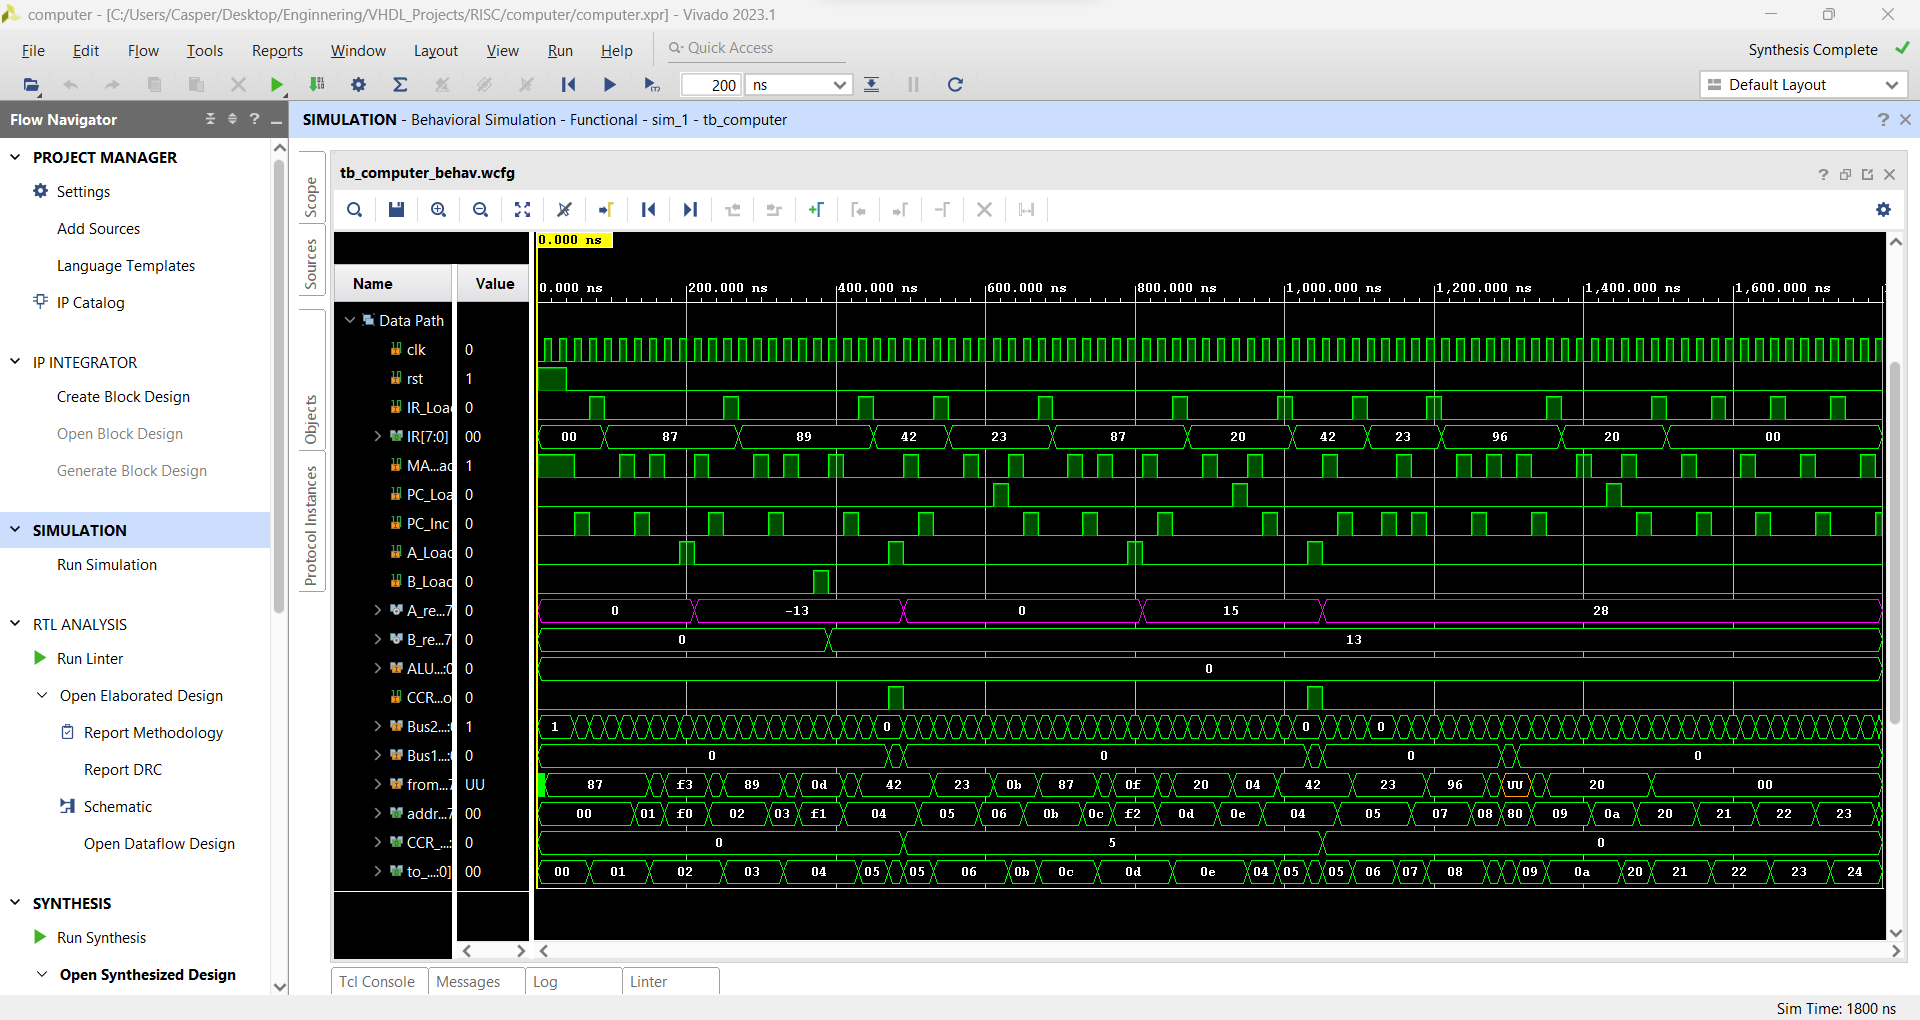 computer - [C:/Users/Casper/Desktop/Enginnering/VHDL_Projects/RISC/computer/computer.xpr] - Vivado 2023.1
File Edit Flow Tools Reports Window Layout View Run Help Quick Access Synthesis Complete
200 ns Default Layout
Flow Navigator ?
SIMULATION - Behavioral Simulation - Functional - sim_1 - tb_computer ?
PROJECT MANAGER
Settings
Add Sources
Language Templates
IP Catalog
IP INTEGRATOR
Create Block Design
Open Block Design
Generate Block Design
SIMULATION
Run Simulation
RTL ANALYSIS
Run Linter
Open Elaborated Design
Report Methodology
Report DRC
Schematic
Open Dataflow Design
SYNTHESIS
Run Synthesis
Open Synthesized Design
Scope
Sources
Objects
Protocol Instances
tb_computer_behav.wcfg ?
0.000 ns
Name Value 0.000 ns 200.000 ns 400.000 ns 600.000 ns 800.000 ns 1,000.000 ns 1,200.000 ns 1,400.000 ns 1,600.000 ns
Data Path
clk 0
rst 1
IR_Loa 0
IR[7:0] 00 00 87 89 42 23 87 20 42 23 96 20 00
MA...ad 1
PC_Loa 0
PC_Inc 0
A_Load 0
B_Load 0
A_re...7 0 0 -13 0 15 28
B_re...7 0 0 13
ALU...:0 0 0
CCR...o 0
Bus2...:0 1 1 0 0 0
Bus1...:0 0 0 0 0 0
from...7 UU 87 f3 89 0d 42 23 0b 87 0f 20 04 42 23 96 UU 20 00
addr...7 00 00 01 f0 02 03 f1 04 05 06 0b 0c f2 0d 0e 04 05 07 08 80 09 0a 20 21 22 23
CCR_...: 0 0 5 0
to_...:0] 00 00 01 02 03 04 05 05 06 0b 0c 0d 0e 04 05 05 06 07 08 09 0a 20 21 22 23 24
Tcl Console Messages Log Linter
Sim Time: 1800 ns